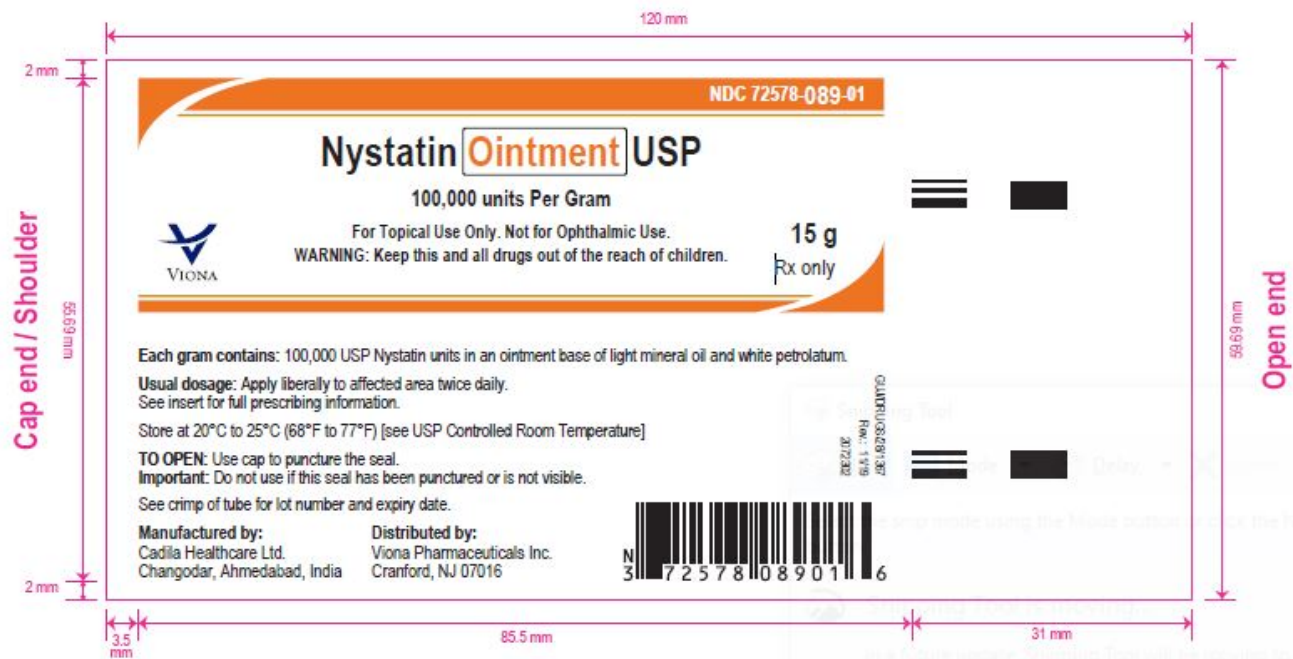 120 mm
2 mm
NDC 72578-089-01
Nystatin Ointment USP
100,000 units Per Gram
For Topical Use Only. Not for Ophthalmic Use.
WARNING: Keep this and all drugs out of the reach of children.
15 g
Rx only
VIONA
Cap end / Shoulder
55.69 mm
59.69 mm
Open end
Each gram contains: 100,000 USP Nystatin units in an ointment base of light mineral oil and white petrolatum.
Usual dosage: Apply liberally to affected area twice daily.
See insert for full prescribing information.
Store at 20°C to 25°C (68°F to 77°F) [see USP Controlled Room Temperature]
TO OPEN: Use cap to puncture the seal.
Important: Do not use if this seal has been punctured or is not visible.
See crimp of tube for lot number and expiry date.
Manufactured by:
Cadila Healthcare Ltd.
Changodar, Ahmedabad, India
Distributed by:
Viona Pharmaceuticals Inc.
Cranford, NJ 07016
Rev.: 11/19
2072302
N
3 72578 08901 6
2 mm
3.5 mm
85.5 mm
31 mm
Snipping Tool
Delay